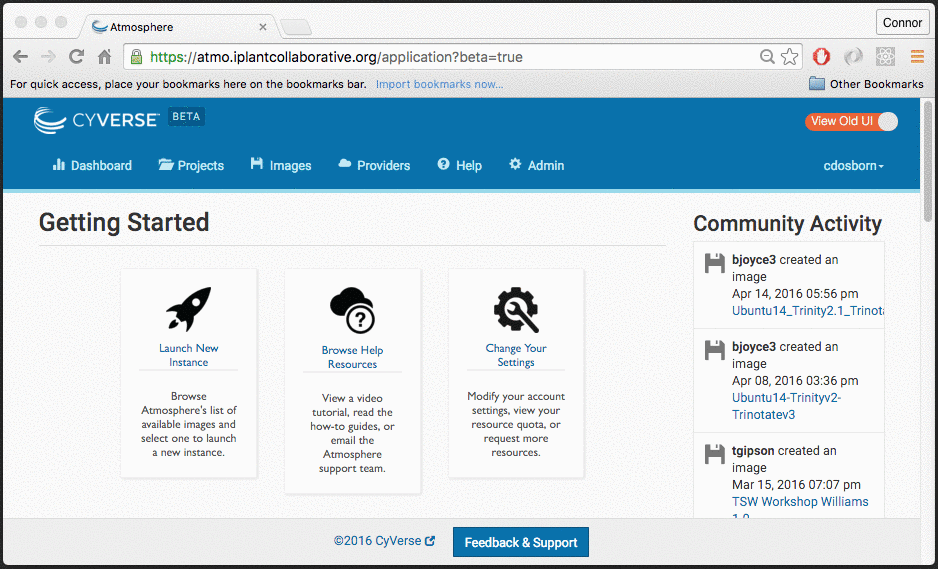 Atmosphere
Connor
https://atmo.iplantcollaborative.org/application?beta=true
For quick access, place your bookmarks here on the bookmarks bar. Import bookmarks now...
Other Bookmarks
CYVERSE BETA
View Old UI
Dashboard Projects Images Providers Help Admin
cdosborn
Getting Started
Launch New
Instance
Browse
Atmosphere's list of
available images and
select one to launch
a new instance.
Browse Help
Resources
View a video
tutorial, read the
how-to guides, or
email the
Atmosphere
support team.
Change Your
Settings
Modify your account
settings, view your
resource quota, or
request more
resources.
Community Activity
bjoyce3 created an
image
Apr 14, 2016 05:56 pm
Ubuntu14_Trinity2.1_Trinota
bjoyce3 created an
image
Apr 08, 2016 03:36 pm
Ubuntu14-Trinityv2-
Trinotatev3
tgipson created an
image
Mar 15, 2016 07:07 pm
TSW Workshop Williams
©2016 CyVerse
Feedback & Support